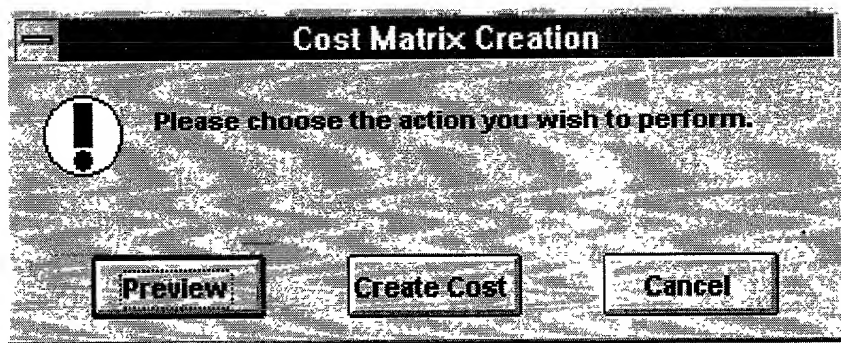 Cost Matrix Creation
Please choose the action you wish to perform.
Preview Create Cost Cancel